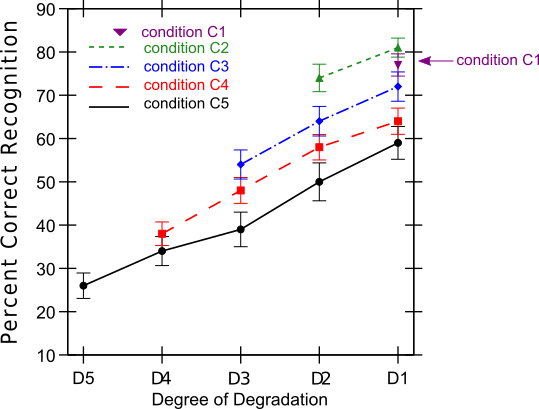 Percent Correct Recognition
90
80
70
60
50
40
30
20
10
condition C1
condition C2
condition C3
condition C4
condition C5
condition C1
D5 D4 D3 D2 D1
Degree of Degradation